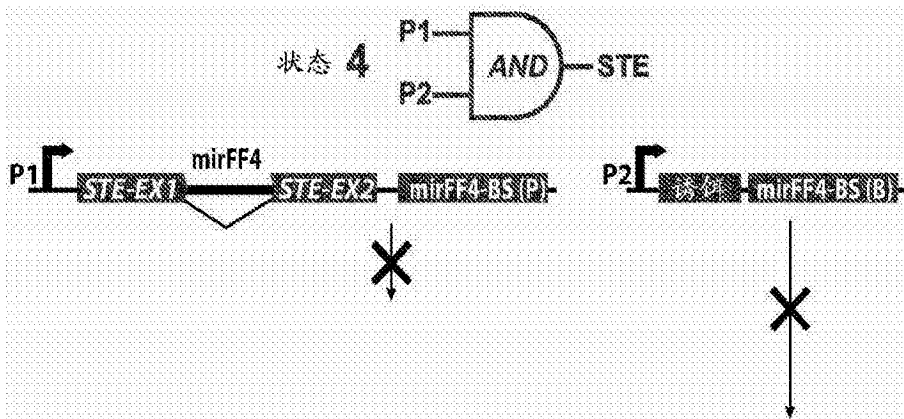 P1
状态 4 AND STE
P2
mirFF4
P1 STE-EX1 STE-EX2 mirFF4-BS (P) P2 诱饵 mirFF4-BS (B)